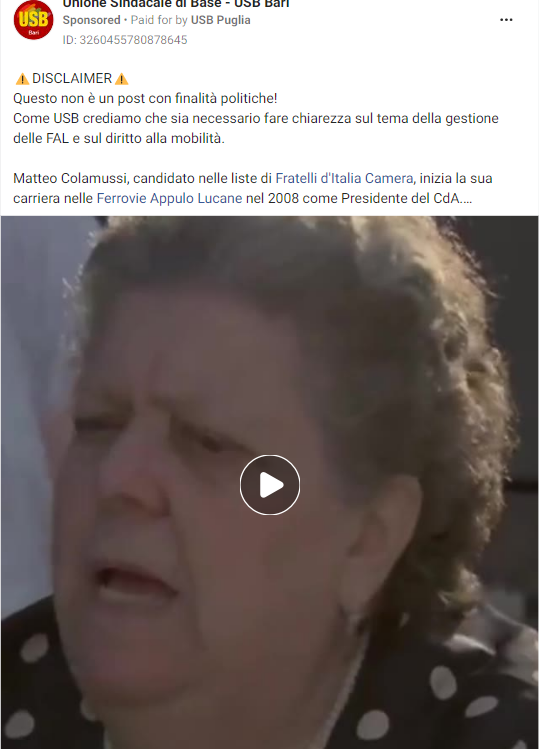 Unione Sindacale di Base - USB Bari
Sponsored • Paid for by USB Puglia
ID: 3260455780878645
USB
Bari
⚠️DISCLAIMER⚠️
Questo non è un post con finalità politiche!
Come USB crediamo che sia necessario fare chiarezza sul tema della gestione
delle FAL e sul diritto alla mobilità.
Matteo Colamussi, candidato nelle liste di Fratelli d'Italia Camera, inizia la sua
carriera nelle Ferrovie Appulo Lucane nel 2008 come Presidente del CdA....